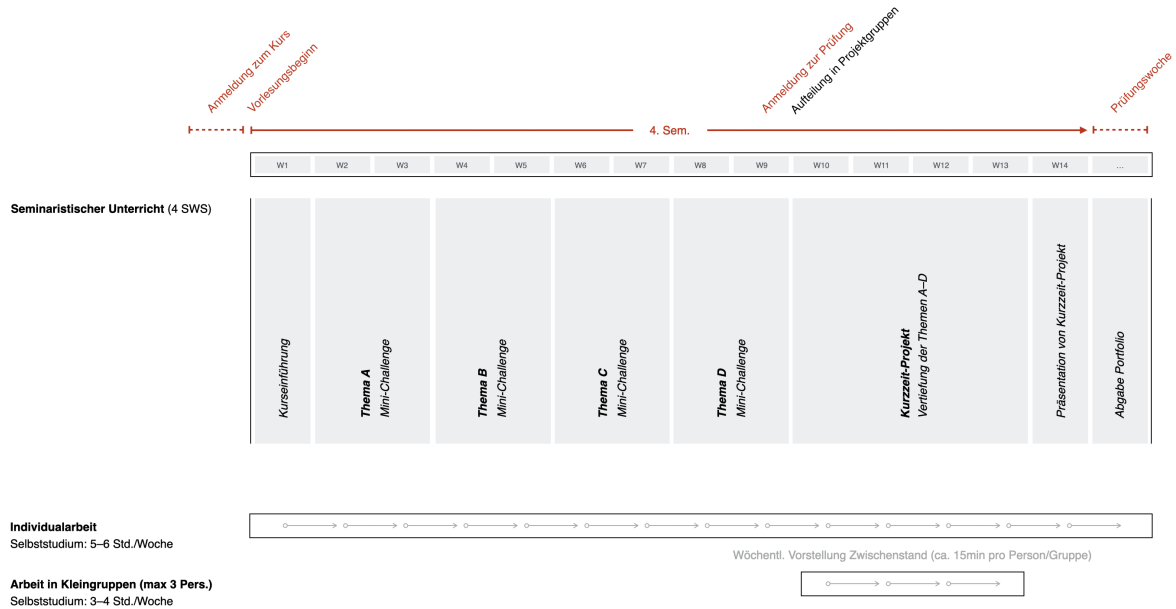 Anmeldung zum Kurs
Vorlesungsbeginn
Anmeldung zur Prüfung
Aufteilung in Projektgruppen
Prüfungswoche
4. Sem.
W1 W2 W3 W4 W5 W6 W7 W8 W9 W10 W11 W12 W13 W14 ...
Seminaristischer Unterricht (4 SWS)
Kurseinführung
Thema A
Mini-Challenge
Thema B
Mini-Challenge
Thema C
Mini-Challenge
Thema D
Mini-Challenge
Kurzzeit-Projekt
Vertiefung der Themen A–D
Präsentation von Kurzzeit-Projekt
Abgabe Portfolio
Individualarbeit
Selbststudium: 5–6 Std./Woche
Wöchentl. Vorstellung Zwischenstand (ca. 15min pro Person/Gruppe)
Arbeit in Kleingruppen (max 3 Pers.)
Selbststudium: 3–4 Std./Woche